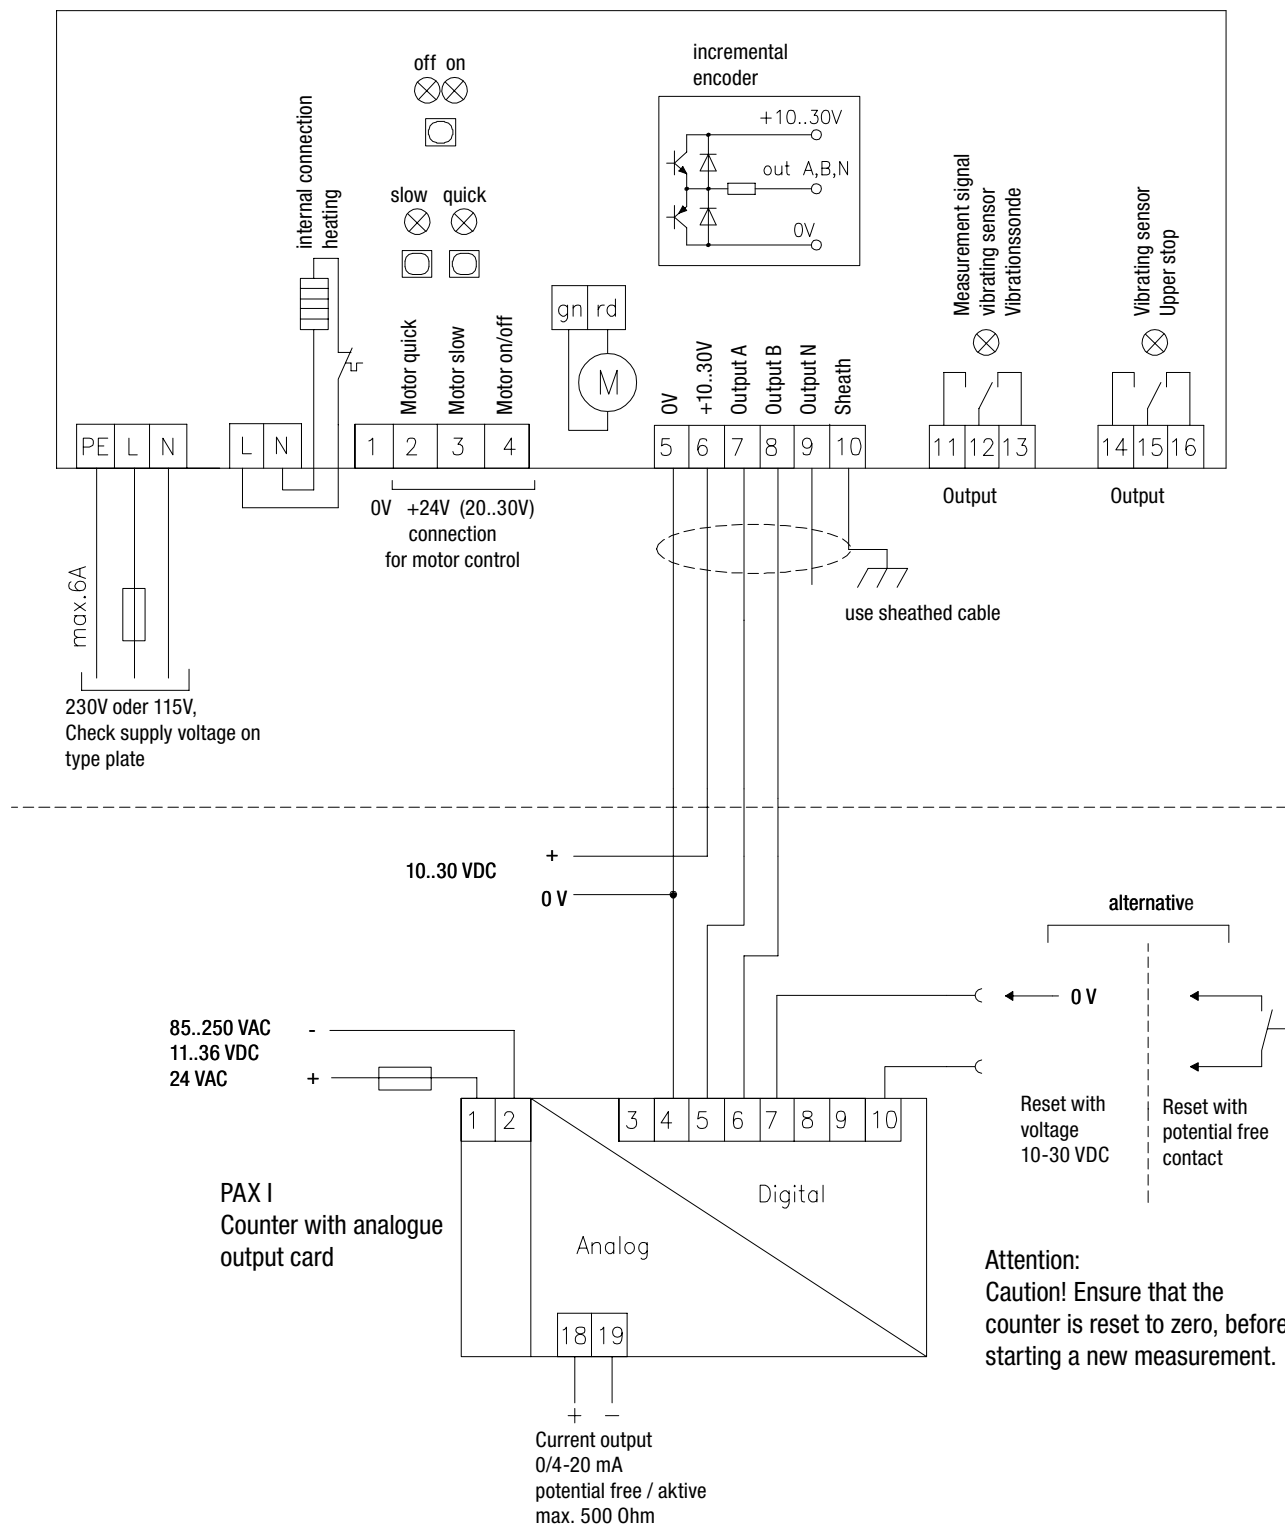 off on
incremental
encoder
+10..30V
out A,B,N
0V
internal connection
heating
slow quick
Measurement signal
vibrating sensor
Vibrationssonde
Vibrating sensor
Upper stop
gn rd
M
Motor quick
Motor slow
Motor on/off
0V
+10..30V
Output A
Output B
Output N
Sheath
PE L N
L N
1 2 3 4
5 6 7 8 9 10
11 12 13
14 15 16
0V +24V (20..30V)
connection
for motor control
Output
Output
max.6A
use sheathed cable
230V oder 115V,
Check supply voltage on
type plate
10..30 VDC
+
0 V
alternative
0 V
85..250 VAC -
11..36 VDC
24 VAC +
1 2
3 4 5 6 7 8 9 10
Reset with
voltage
10-30 VDC
Reset with
potential free
contact
PAX I
Counter with analogue
output card
Digital
Analog
18 19
+ −
Current output
0/4-20 mA
potential free / aktive
max. 500 Ohm
Attention:
Caution! Ensure that the
counter is reset to zero, before
starting a new measurement.